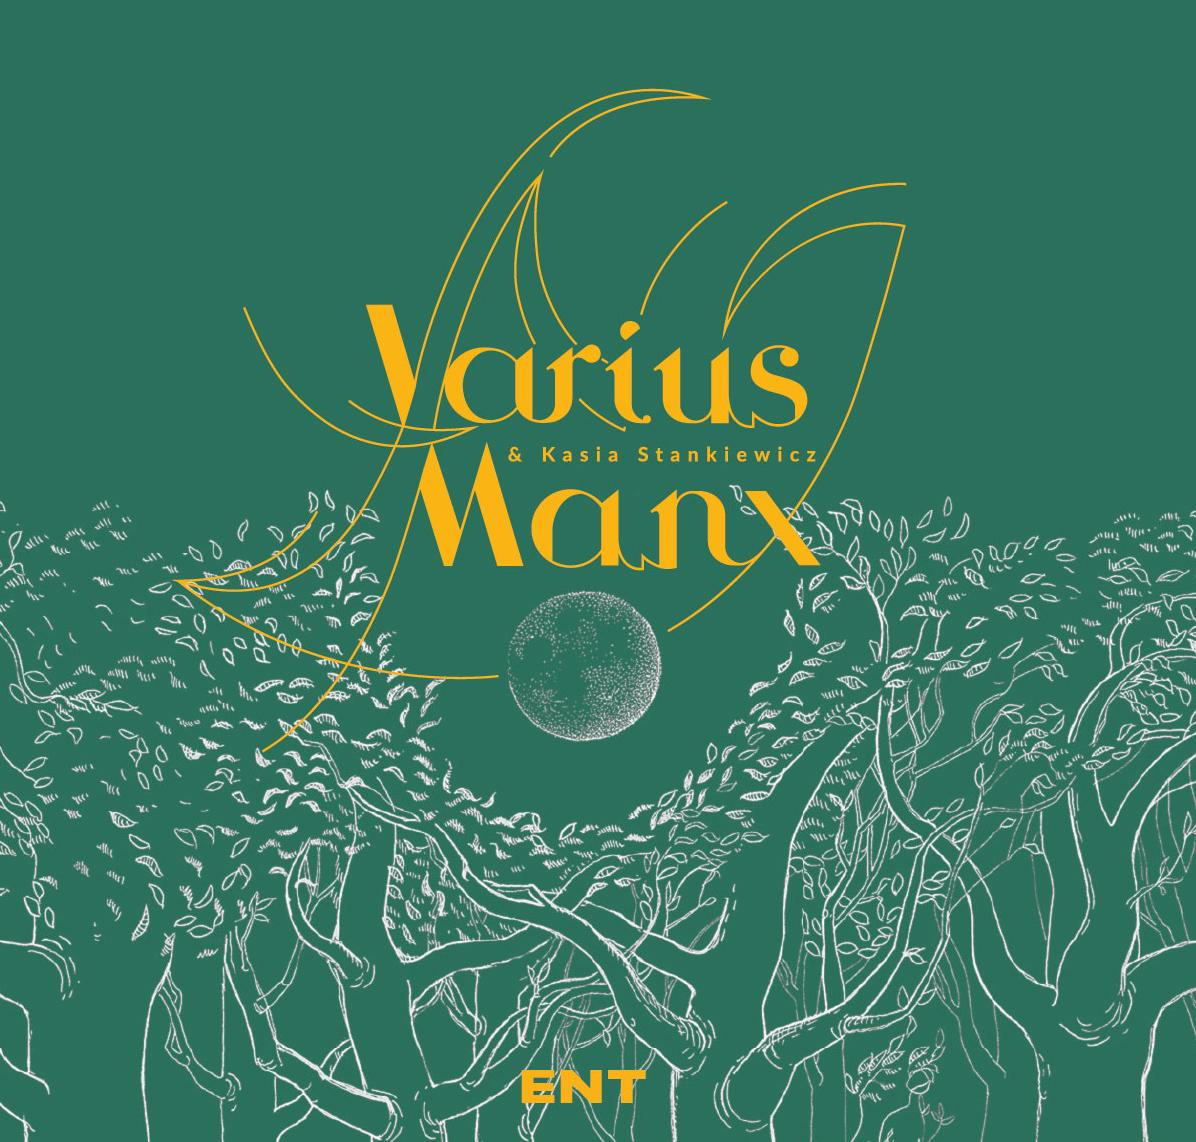 Varius
& Kasia Stankiewicz
Manx
ENT